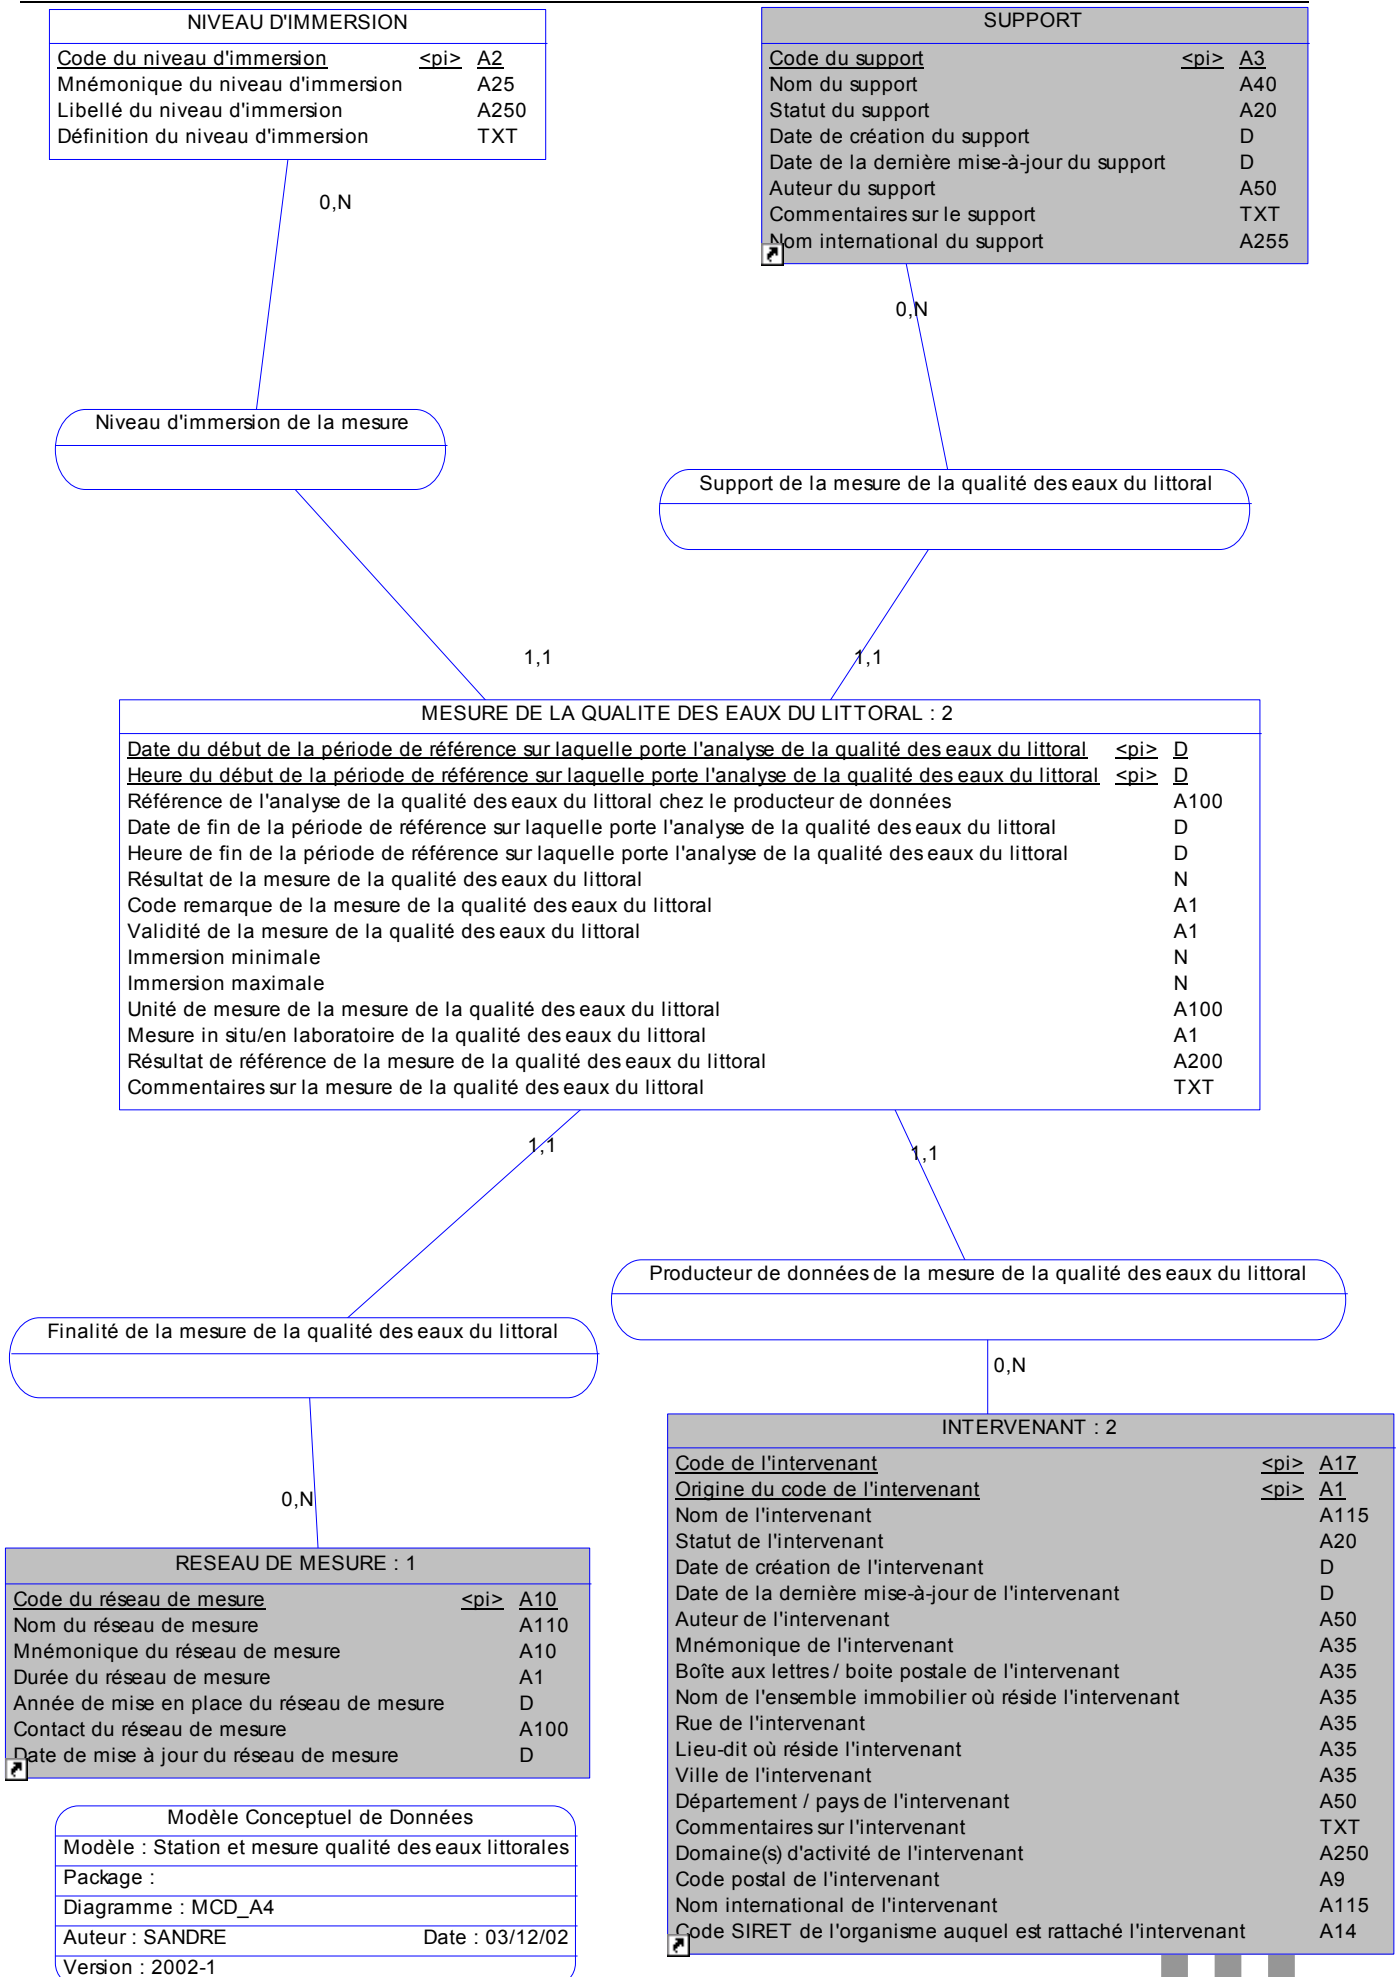 NIVEAU D'IMMERSION
Code du niveau d'immersion <pi> A2
Mnémonique du niveau d'immersion A25
Libellé du niveau d'immersion A250
Définition du niveau d'immersion TXT
SUPPORT
Code du support <pi> A3
Nom du support A40
Statut du support A20
Date de création du support D
Date de la dernière mise-à-jour du support D
Auteur du support A50
Commentaires sur le support TXT
Nom international du support A255
0,N
0,N
Niveau d'immersion de la mesure
Support de la mesure de la qualité des eaux du littoral
1,1
1,1
MESURE DE LA QUALITE DES EAUX DU LITTORAL : 2
Date du début de la période de référence sur laquelle porte l'analyse de la qualité des eaux du littoral <pi> D
Heure du début de la période de référence sur laquelle porte l'analyse de la qualité des eaux du littoral <pi> D
Référence de l'analyse de la qualité des eaux du littoral chez le producteur de données A100
Date de fin de la période de référence sur laquelle porte l'analyse de la qualité des eaux du littoral D
Heure de fin de la période de référence sur laquelle porte l'analyse de la qualité des eaux du littoral D
Résultat de la mesure de la qualité des eaux du littoral N
Code remarque de la mesure de la qualité des eaux du littoral A1
Validité de la mesure de la qualité des eaux du littoral A1
Immersion minimale N
Immersion maximale N
Unité de mesure de la mesure de la qualité des eaux du littoral A100
Mesure in situ/en laboratoire de la qualité des eaux du littoral A1
Résultat de référence de la mesure de la qualité des eaux du littoral A200
Commentaires sur la mesure de la qualité des eaux du littoral TXT
1,1
1,1
Producteur de données de la mesure de la qualité des eaux du littoral
Finalité de la mesure de la qualité des eaux du littoral
0,N
0,N
INTERVENANT : 2
Code de l'intervenant <pi> A17
Origine du code de l'intervenant <pi> A1
Nom de l'intervenant A115
Statut de l'intervenant A20
Date de création de l'intervenant D
Date de la dernière mise-à-jour de l'intervenant D
Auteur de l'intervenant A50
Mnémonique de l'intervenant A35
Boîte aux lettres / boite postale de l'intervenant A35
Nom de l'ensemble immobilier où réside l'intervenant A35
Rue de l'intervenant A35
Lieu-dit où réside l'intervenant A35
Ville de l'intervenant A35
Département / pays de l'intervenant A50
Commentaires sur l'intervenant TXT
Domaine(s) d'activité de l'intervenant A250
Code postal de l'intervenant A9
Nom international de l'intervenant A115
Code SIRET de l'organisme auquel est rattaché l'intervenant A14
RESEAU DE MESURE : 1
Code du réseau de mesure <pi> A10
Nom du réseau de mesure A110
Mnémonique du réseau de mesure A10
Durée du réseau de mesure A1
Année de mise en place du réseau de mesure D
Contact du réseau de mesure A100
Date de mise à jour du réseau de mesure D
Modèle Conceptuel de Données
Modèle : Station et mesure qualité des eaux littorales
Package :
Diagramme : MCD_A4
Auteur : SANDRE Date : 03/12/02
Version : 2002-1